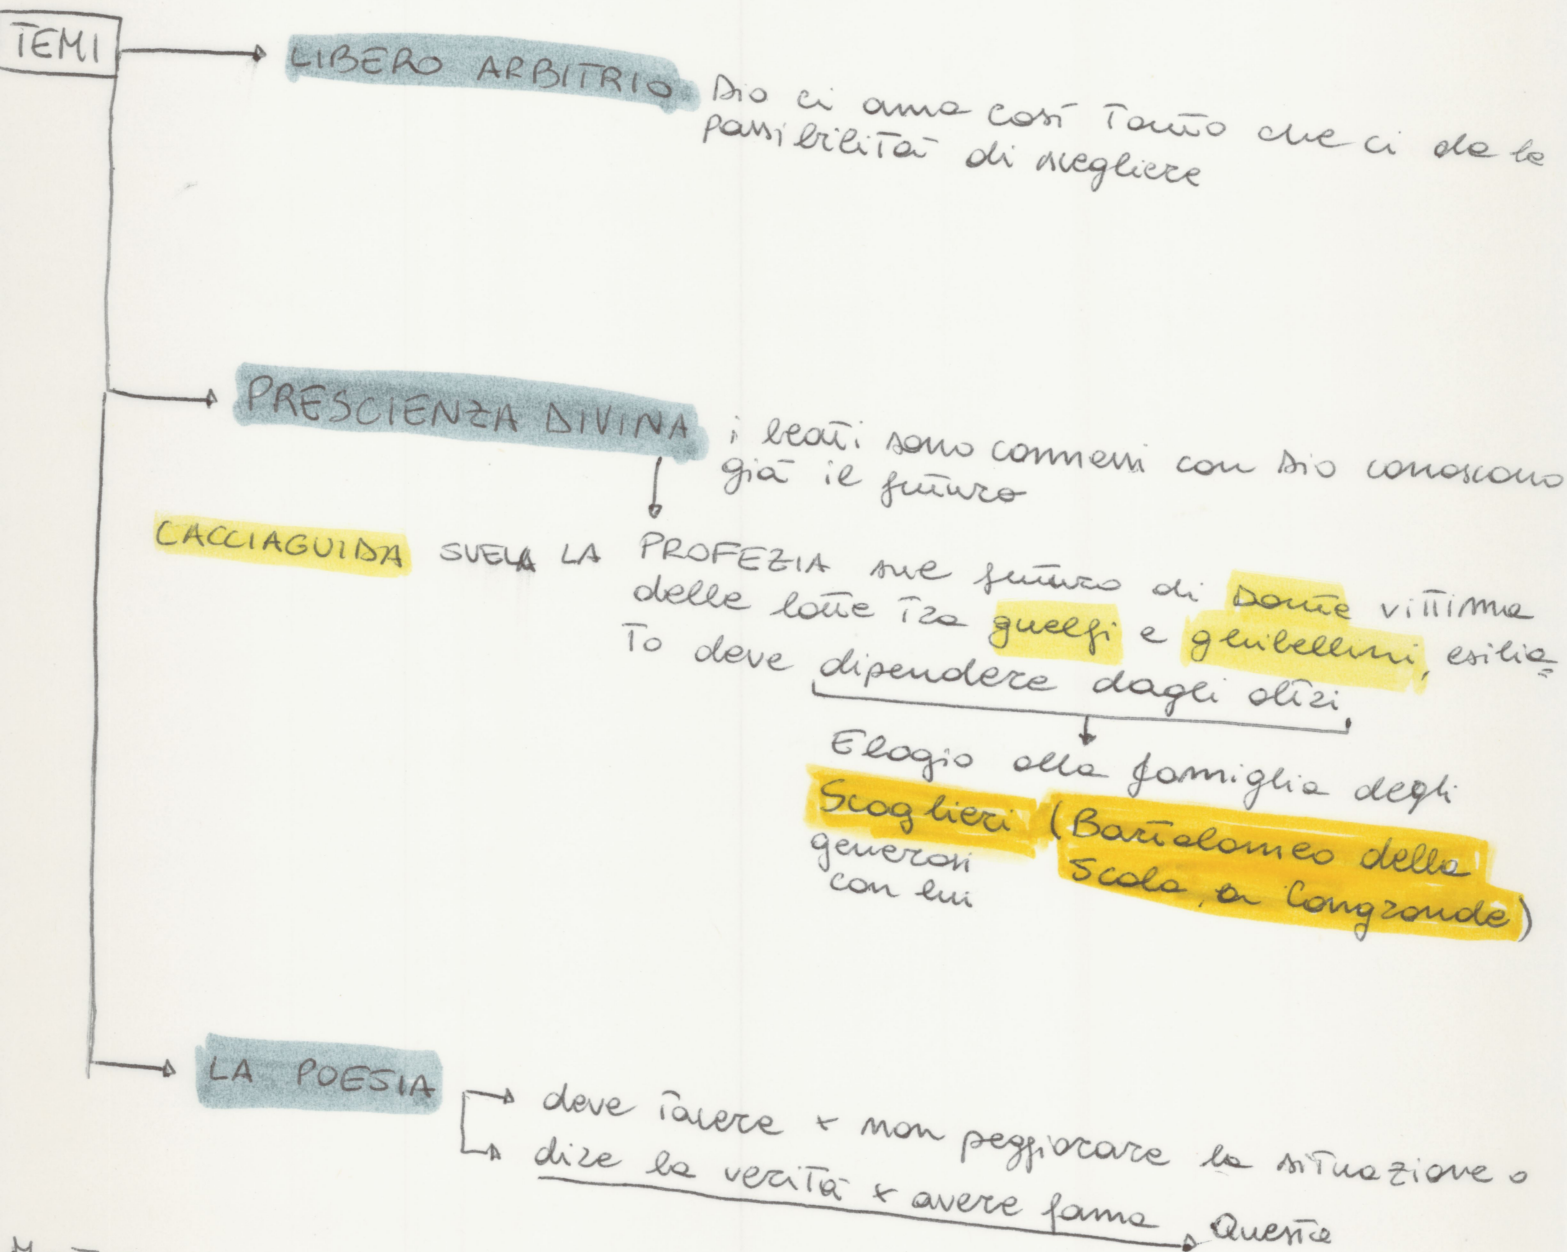 TEMI
LIBERO ARBITRIO Dio ci ama così tanto che ci da la
possibilità di scegliere
PRESCIENZA DIVINA i beati sono connessi con Dio conoscono
già il futuro
CACCIAGUIDA SVELA LA PROFEZIA sul futuro di Dante vittima
delle lotte tra guelfi e ghibellini, esilia=
to deve dipendere dagli altri
Elogio alla famiglia degli
Scaglieri (Bartolomeo della
generosi Scala, a Cangrande)
con lui
LA POESIA
deve tacere x non peggiorare la situazione o
dire la verità x avere fama Questa